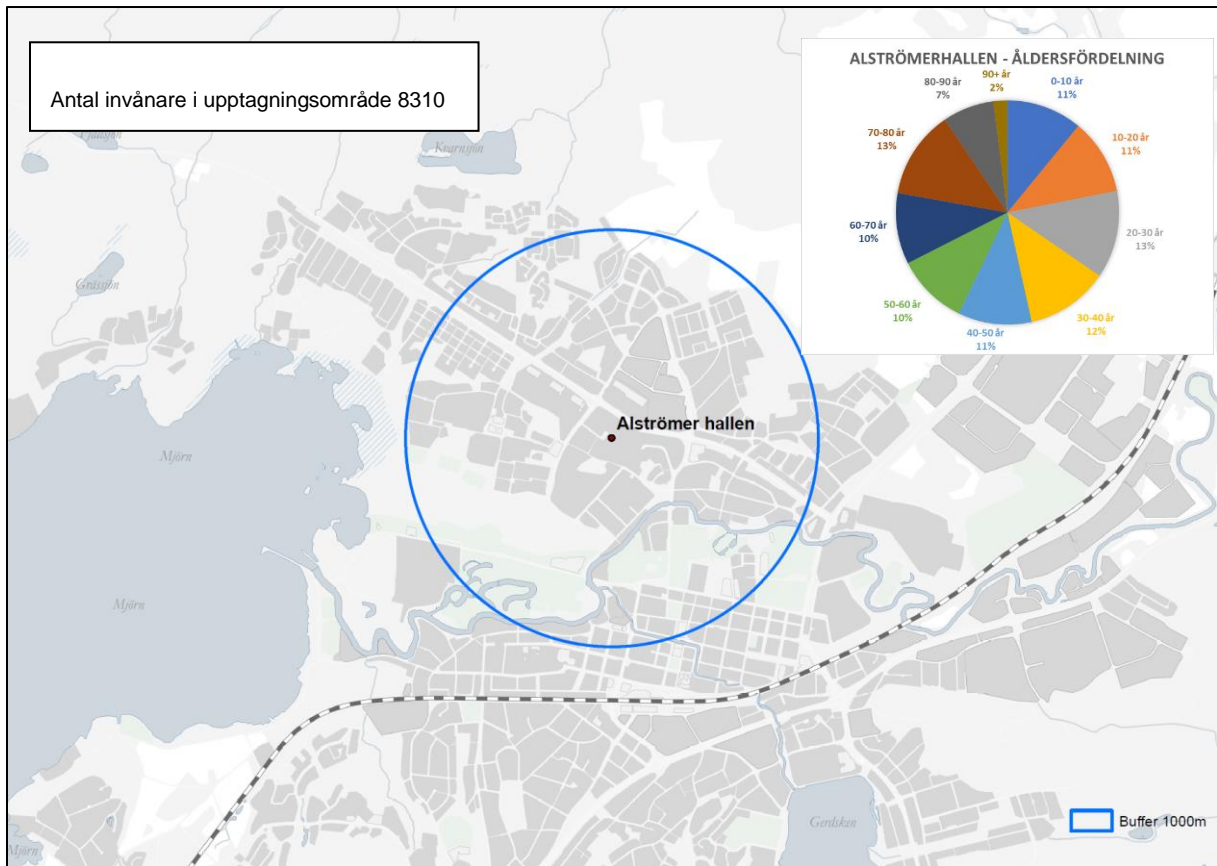 Antal invånare i upptagningsområde 8310
ALSTRÖMERHALLEN - ÅLDERSFÖRDELNING
90+ år
2%
0-10 år
11%
80-90 år
7%
10-20 år
11%
70-80 år
13%
20-30 år
13%
60-70 år
10%
30-40 år
12%
50-60 år
10%
40-50 år
11%
Kvarnsjön
Gråssjön
Alströmer hallen
Mjörn
Mjörn
Mjörn
Gerdsken
Buffer 1000m